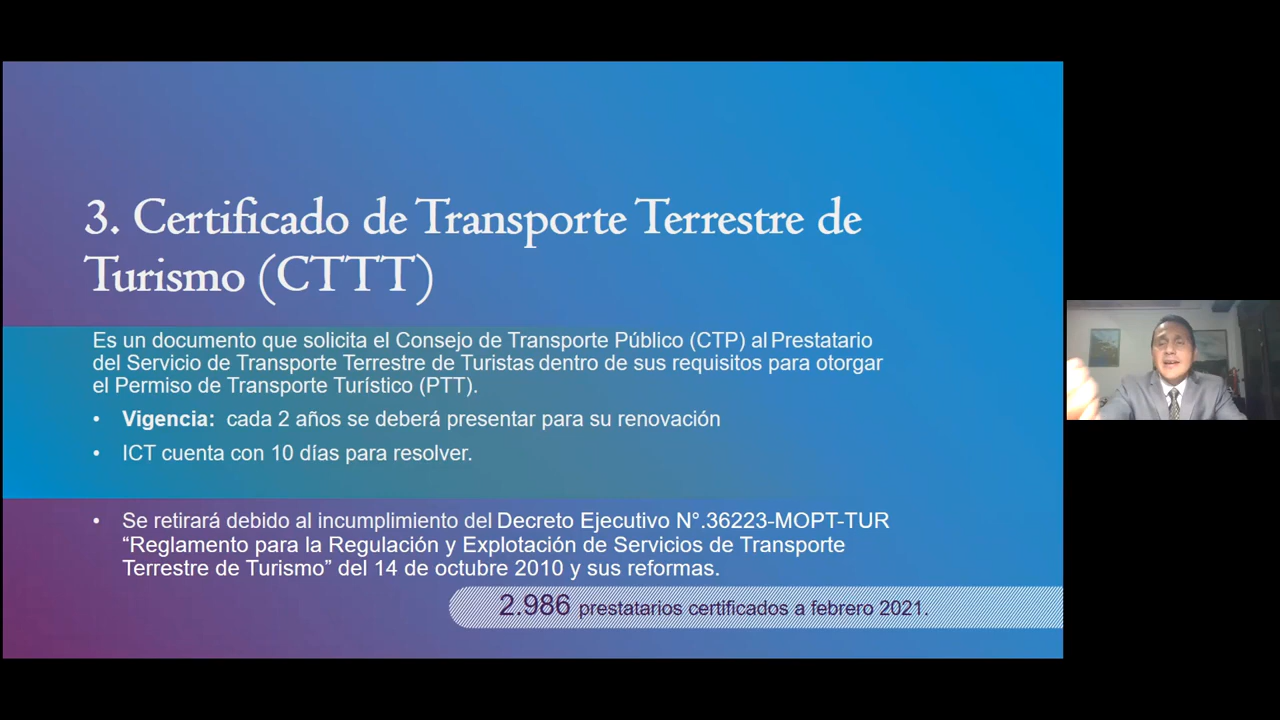 3. Certificado de Transporte Terrestre de
Turismo (CTTT)
Es un documento que solicita el Consejo de Transporte Público (CTP) al Prestatario
del Servicio de Transporte Terrestre de Turistas dentro de sus requisitos para otorgar
el Permiso de Transporte Turístico (PTT).
• Vigencia: cada 2 años se deberá presentar para su renovación
• ICT cuenta con 10 días para resolver.
• Se retirará debido al incumplimiento del Decreto Ejecutivo N°.36223-MOPT-TUR
“Reglamento para la Regulación y Explotación de Servicios de Transporte
Terrestre de Turismo” del 14 de octubre 2010 y sus reformas.
2.986 prestatarios certificados a febrero 2021.